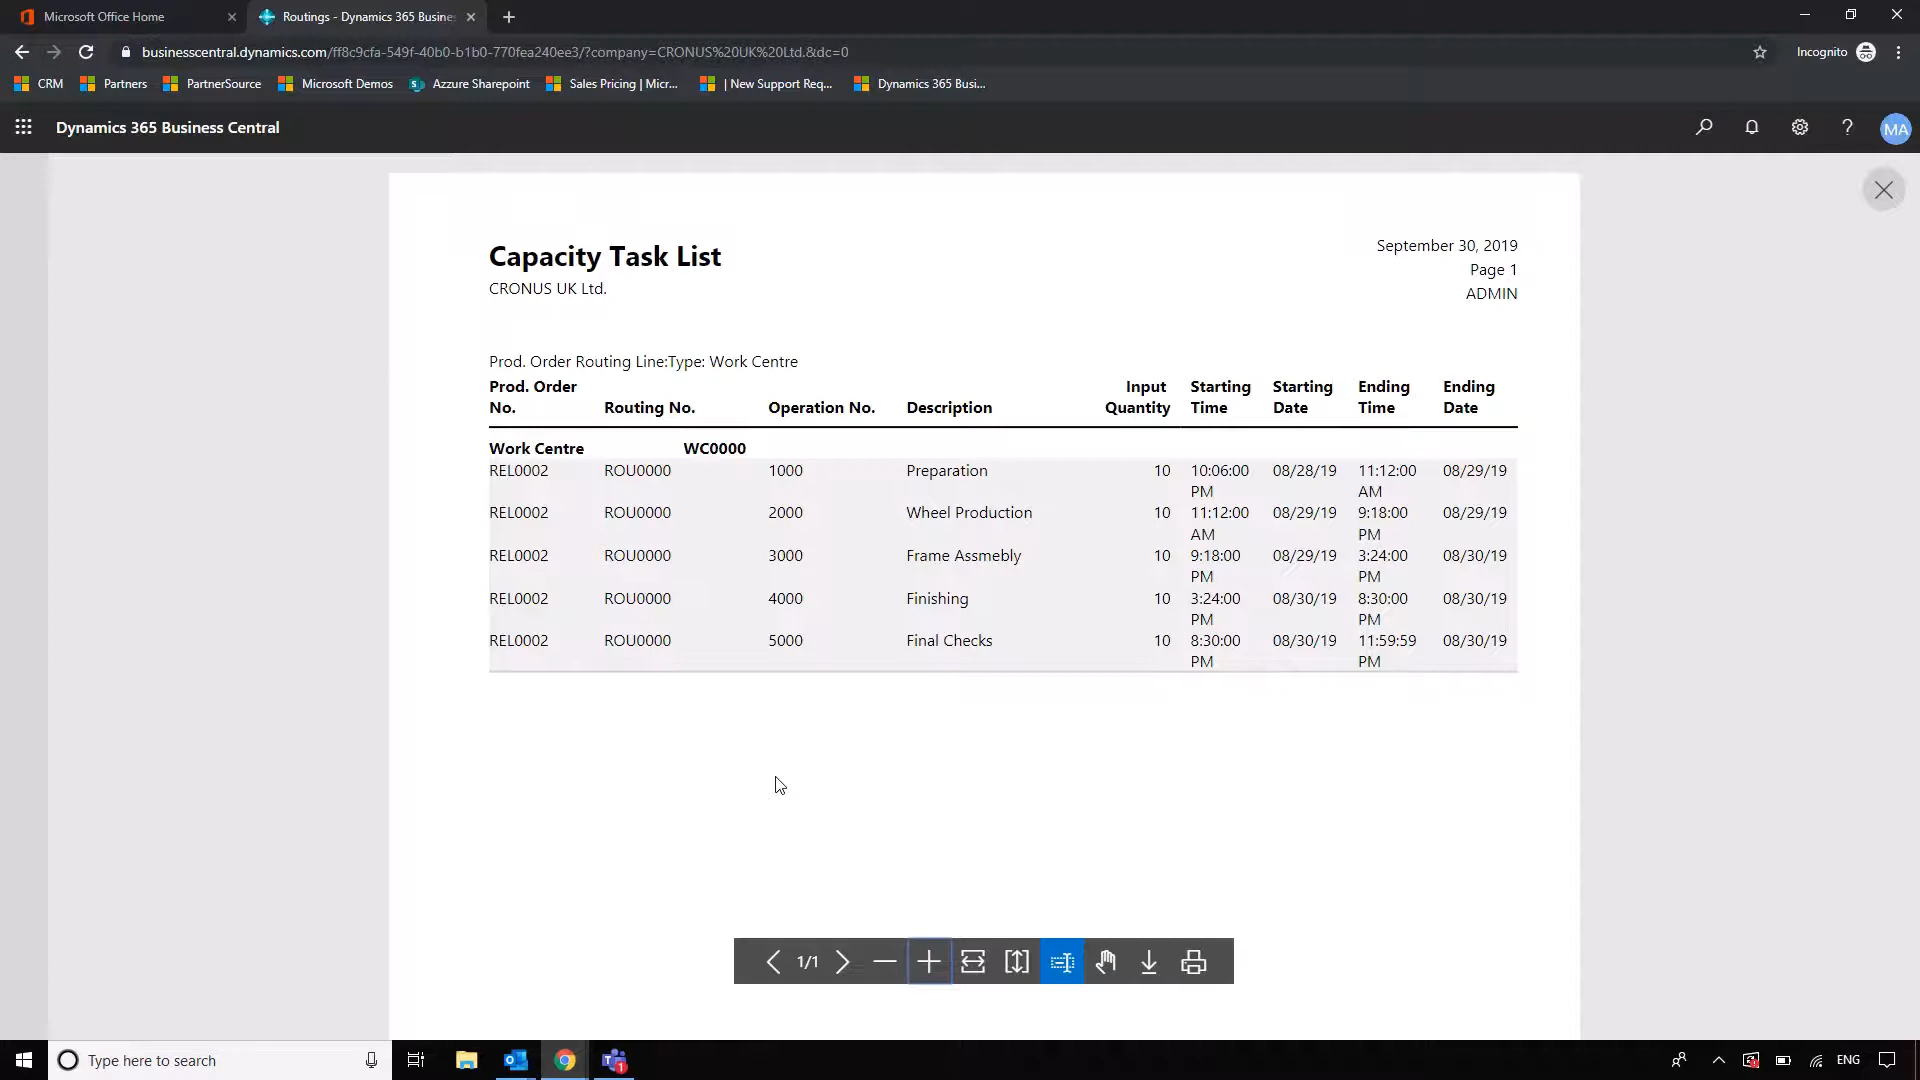 Microsoft Office Home
Routings - Dynamics 365 Busine
businesscentral.dynamics.com/ff8c9cfa-549f-40b0-b1b0-770fea240ee3/?company=CRONUS%20UK%20Ltd.&dc=0
Incognito
CRM Partners PartnerSource Microsoft Demos Azzure Sharepoint Sales Pricing | Micr... | New Support Req... Dynamics 365 Busi...
Dynamics 365 Business Central
MA
Capacity Task List
CRONUS UK Ltd.
September 30, 2019
Page 1
ADMIN
Prod. Order Routing Line:Type: Work Centre
Prod. Order No. Routing No. Operation No. Description Input Quantity Starting Time Starting Date Ending Time Ending Date
Work Centre WC0000
REL0002 ROU0000 1000 Preparation 10 10:06:00 PM 08/28/19 11:12:00 AM 08/29/19
REL0002 ROU0000 2000 Wheel Production 10 11:12:00 AM 08/29/19 9:18:00 PM 08/29/19
REL0002 ROU0000 3000 Frame Assmebly 10 9:18:00 PM 08/29/19 3:24:00 PM 08/30/19
REL0002 ROU0000 4000 Finishing 10 3:24:00 PM 08/30/19 8:30:00 PM 08/30/19
REL0002 ROU0000 5000 Final Checks 10 8:30:00 PM 08/30/19 11:59:59 PM 08/30/19
1/1
Type here to search
1
ENG